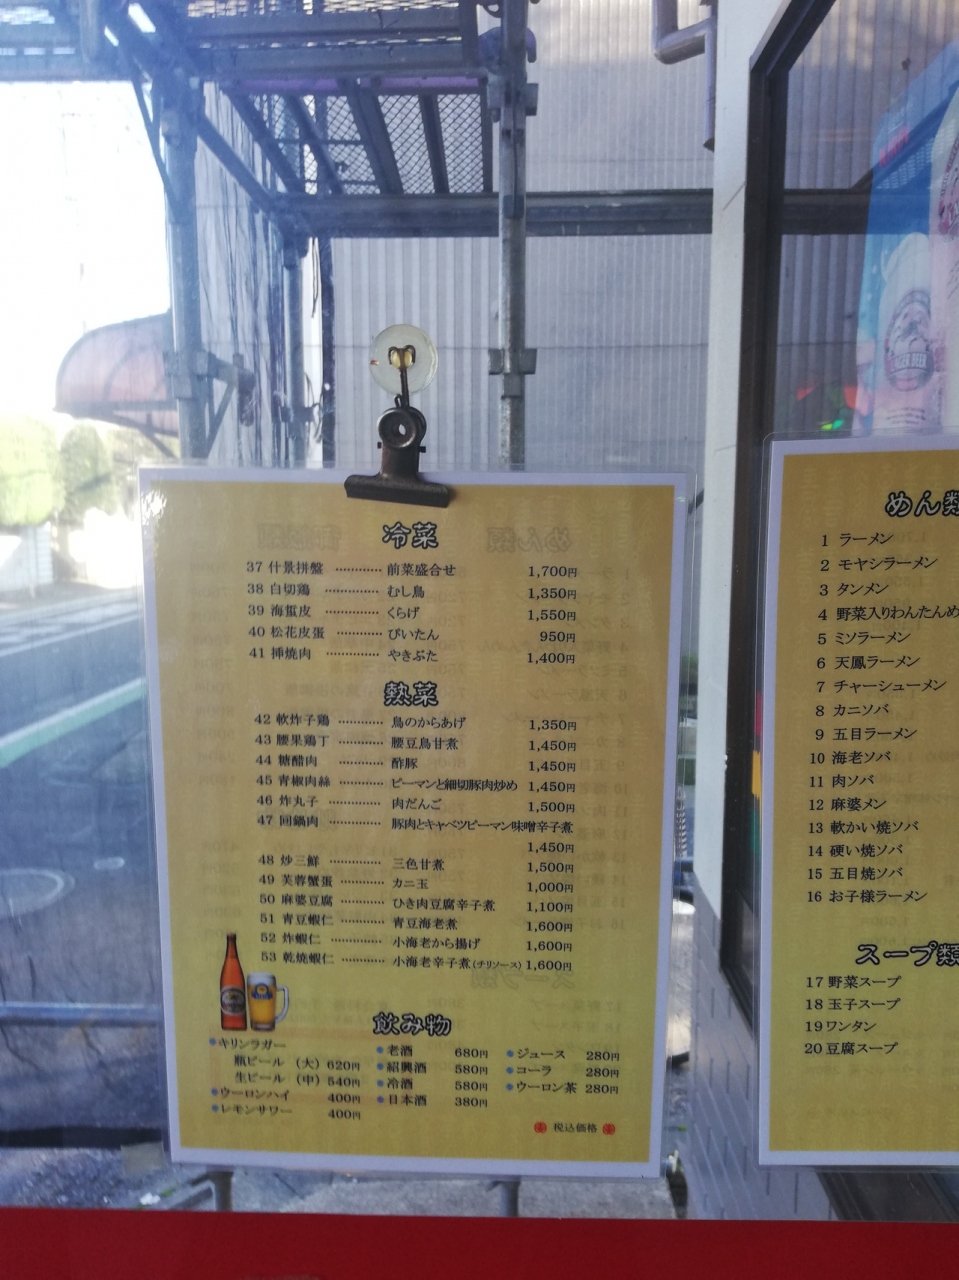 冷菜
37 什景拼盤 ………… 前菜盛合せ 1,700円
38 白切鶏 ………… むし鳥 1,350円
39 海蜇皮 ………… くらげ 1,550円
40 松花皮蛋 ………… ぴいたん 950円
41 挿焼肉 ………… やきぶた 1,400円
熱菜
42 軟炸子鶏 ………… 鳥のからあげ 1,350円
43 腰果鶏丁 ………… 腰豆鳥甘煮 1,450円
44 糖醋肉 ………… 酢豚 1,450円
45 青椒肉絲 ………… ピーマンと細切豚肉炒め 1,450円
46 炸丸子 ………… 肉だんご 1,500円
47 回鍋肉 ………… 豚肉とキャベツピーマン味噌辛子煮
1,450円
48 炒三鮮 ………… 三色甘煮 1,500円
49 芙蓉蟹蛋 ………… カニ玉 1,000円
50 麻婆豆腐 ………… ひき肉豆腐辛子煮 1,100円
51 青豆蝦仁 ………… 青豆海老煮 1,600円
52 炸蝦仁 ………… 小海老から揚げ 1,600円
53 乾焼蝦仁 ………… 小海老辛子煮(チリソース) 1,600円
飲み物
●キリンラガー
瓶ビール (大) 620円
生ビール (中) 540円
●ウーロンハイ 400円
●レモンサワー 400円
●老酒 680円
●紹興酒 580円
●冷酒 580円
●日本酒 380円
●ジュース 280円
●コーラ 280円
●ウーロン茶 280円
税込価格
めん類
1 ラーメン
2 モヤシラーメン
3 タンメン
4 野菜入りわんたんめ
5 ミソラーメン
6 天鳳ラーメン
7 チャーシューメン
8 カニソバ
9 五目ラーメン
10 海老ソバ
11 肉ソバ
12 麻婆メン
13 軟かい焼ソバ
14 硬い焼ソバ
15 五目焼ソバ
16 お子様ラーメン
スープ類
17 野菜スープ
18 玉子スープ
19 ワンタン
20 豆腐スープ